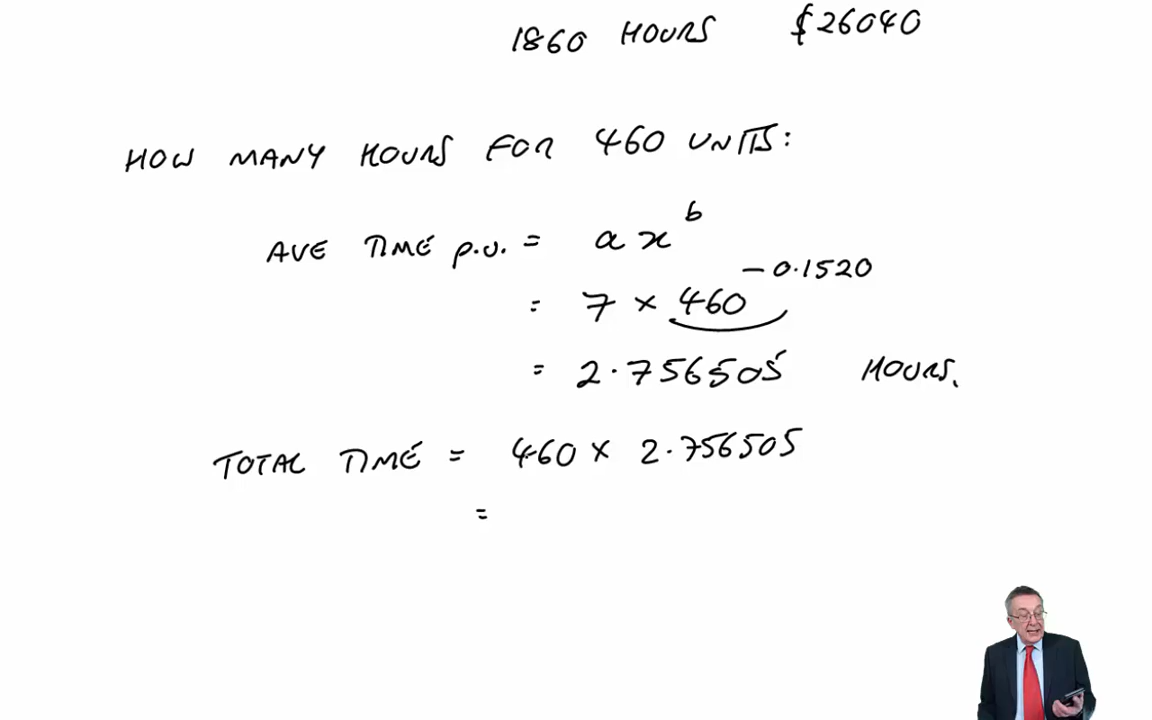 1860 HOURS $26040
HOW MANY HOURS FOR 460 UNITS:
AVE TIME p.u. = a x^b
= 7 × 460^-0.1520
= 2.756505 HOURS.
TOTAL TIME = 460 × 2.756505
=